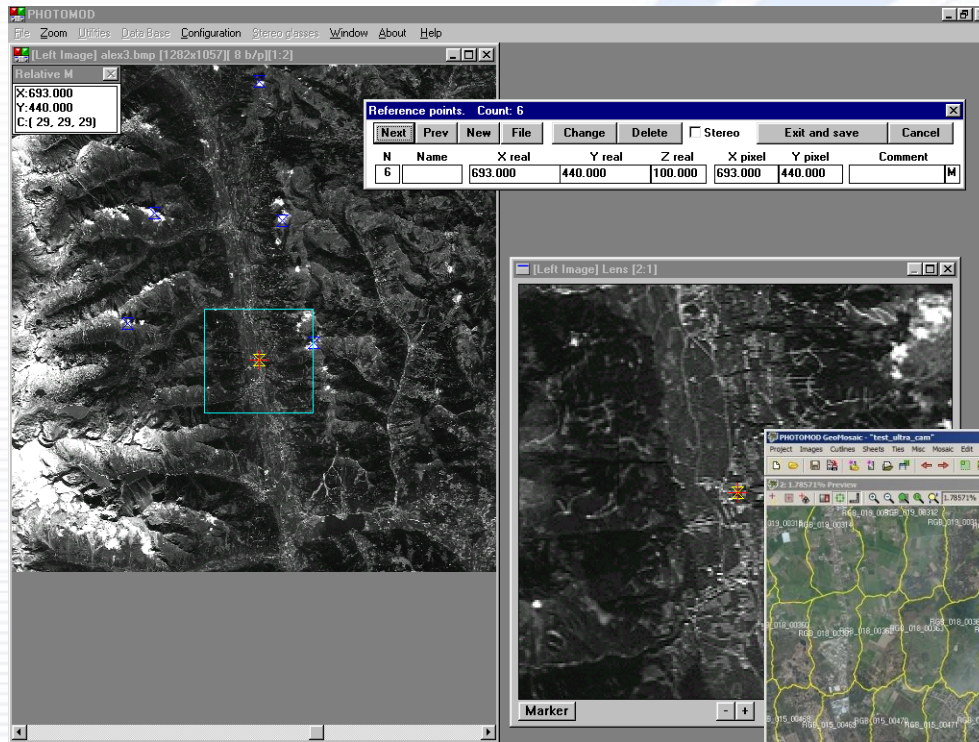 PHOTOMOD
File Zoom Utilities Data Base Configuration Stereo glasses Window About Help
[Left Image] alex3.bmp [1282x1057][ 8 b/p][1:2]
Relative M
X:693.000
Y:440.000
C:( 29, 29, 29)
Reference points. Count: 6
Next Prev New File Change Delete Stereo Exit and save Cancel
N Name X real Y real Z real X pixel Y pixel Comment
6 693.000 440.000 100.000 693.000 440.000 M
[Left Image] Lens [2:1]
Marker - +
PHOTOMOD GeoMosaic - "test_ultra_cam"
Project Images Cutlines Sheets Ties Misc Mosaic Edit
2: 1.78571% Preview
1.78571%
RGB_018_00363
RGB_015_00470 RGB_015_00471